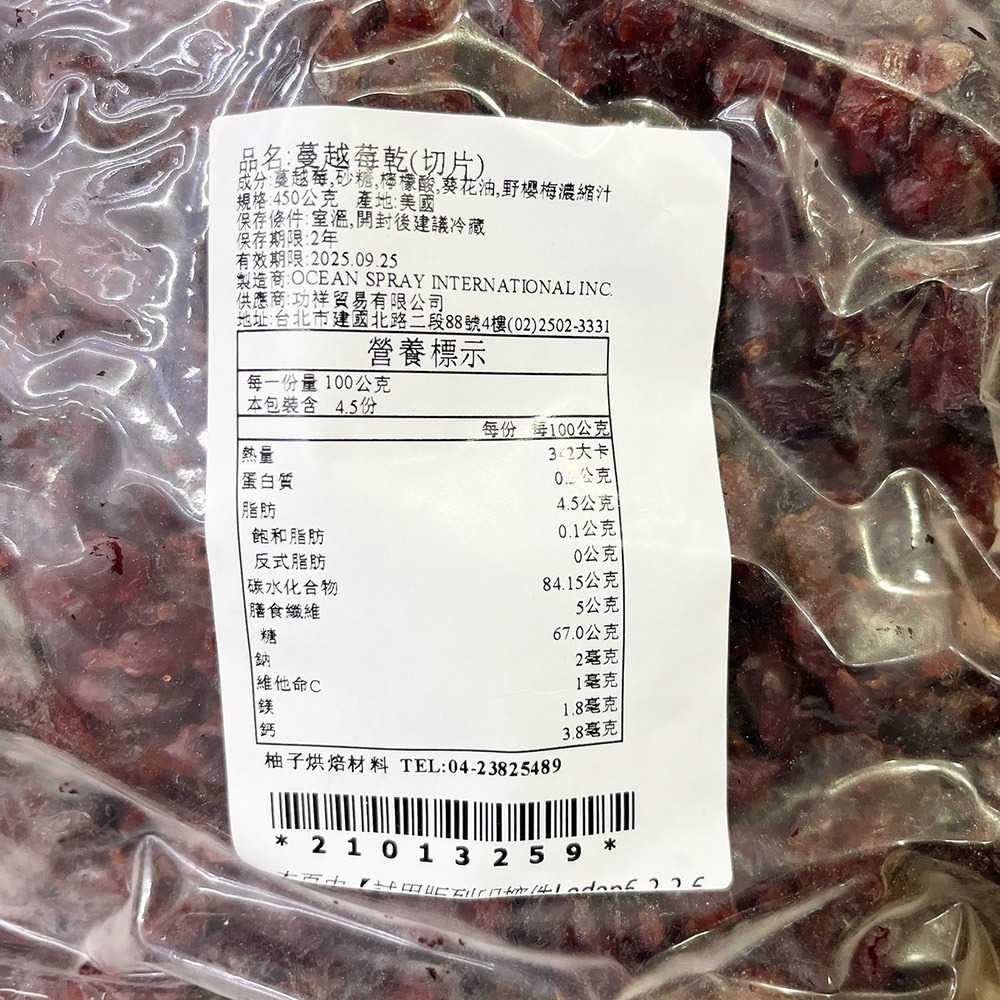 品名:蔓越莓乾(切片)
成分:蔓越莓,砂糖,檸檬酸,葵花油,野櫻梅濃縮汁
規格:450公克 產地:美國
保存條件:室溫,開封後建議冷藏
保存期限:2年
有效期限:2025.09.25
製造商:OCEAN SPRAY INTERNATIONAL INC.
供應商:功祥貿易有限公司
地址:台北市建國北路二段88號4樓(02)2502-3331
營養標示
每一份量 100公克
本包裝含 4.5份
每份 每100公克
熱量 大卡
蛋白質 公克
脂肪 4.5公克
飽和脂肪 0.1公克
反式脂肪 0公克
碳水化合物 84.15公克
膳食纖維 5公克
糖 67.0公克
鈉 2毫克
維他命C 1毫克
鎂 1.8毫克
鈣 3.8毫克
柚子烘焙材料 TEL:04-23825489
*21013259*